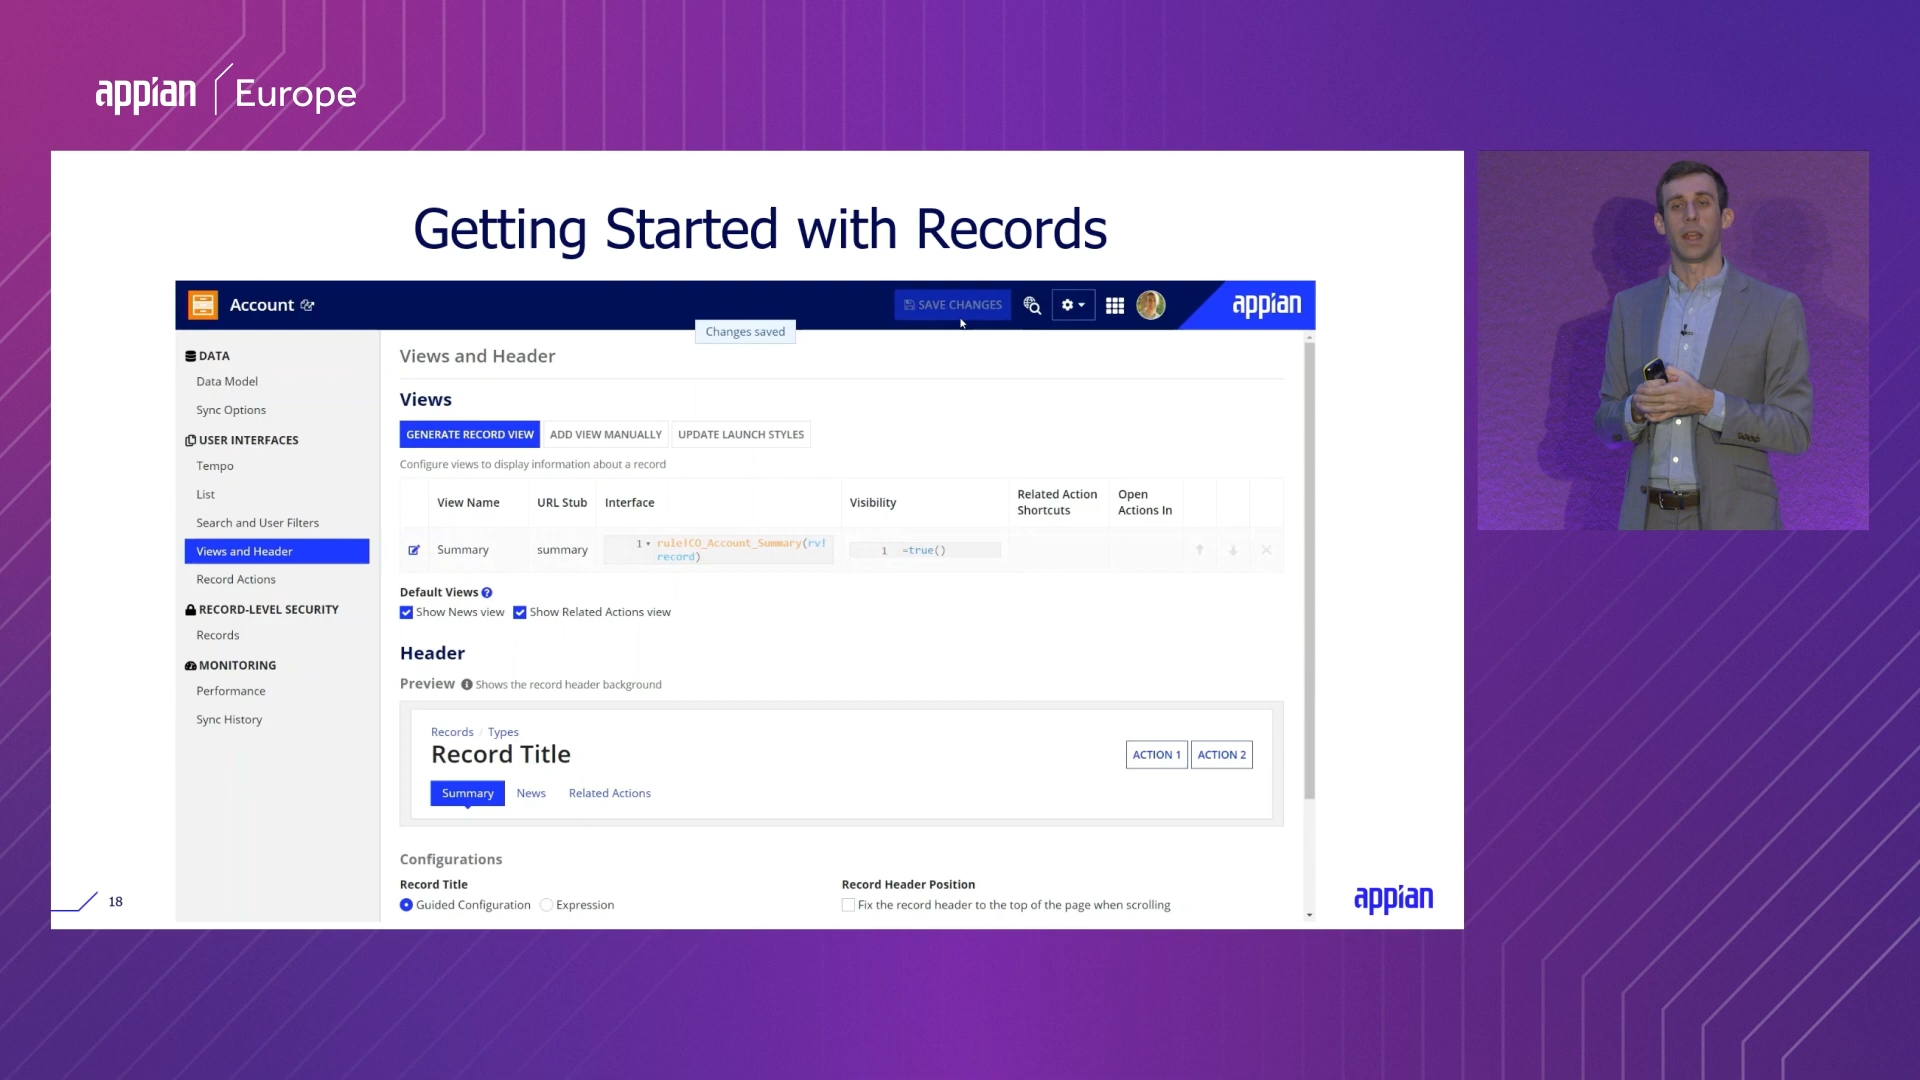 appian Europe
Getting Started with Records
Account
SAVE CHANGES
appian
Changes saved
DATA
Data Model
Sync Options
USER INTERFACES
Tempo
List
Search and User Filters
Views and Header
Record Actions
RECORD-LEVEL SECURITY
Records
MONITORING
Performance
Sync History
Views and Header
Views
GENERATE RECORD VIEW ADD VIEW MANUALLY UPDATE LAUNCH STYLES
Configure views to display information about a record
View Name URL Stub Interface Visibility Related Action Shortcuts Open Actions In
Summary summary 1 rule!CO_Account_Summary(rv!
record) 1 =true()
Default Views
Show News view Show Related Actions view
Header
Preview Shows the record header background
Records / Types
Record Title
ACTION 1 ACTION 2
Summary News Related Actions
Configurations
Record Title Record Header Position
Guided Configuration Expression Fix the record header to the top of the page when scrolling
18
appian